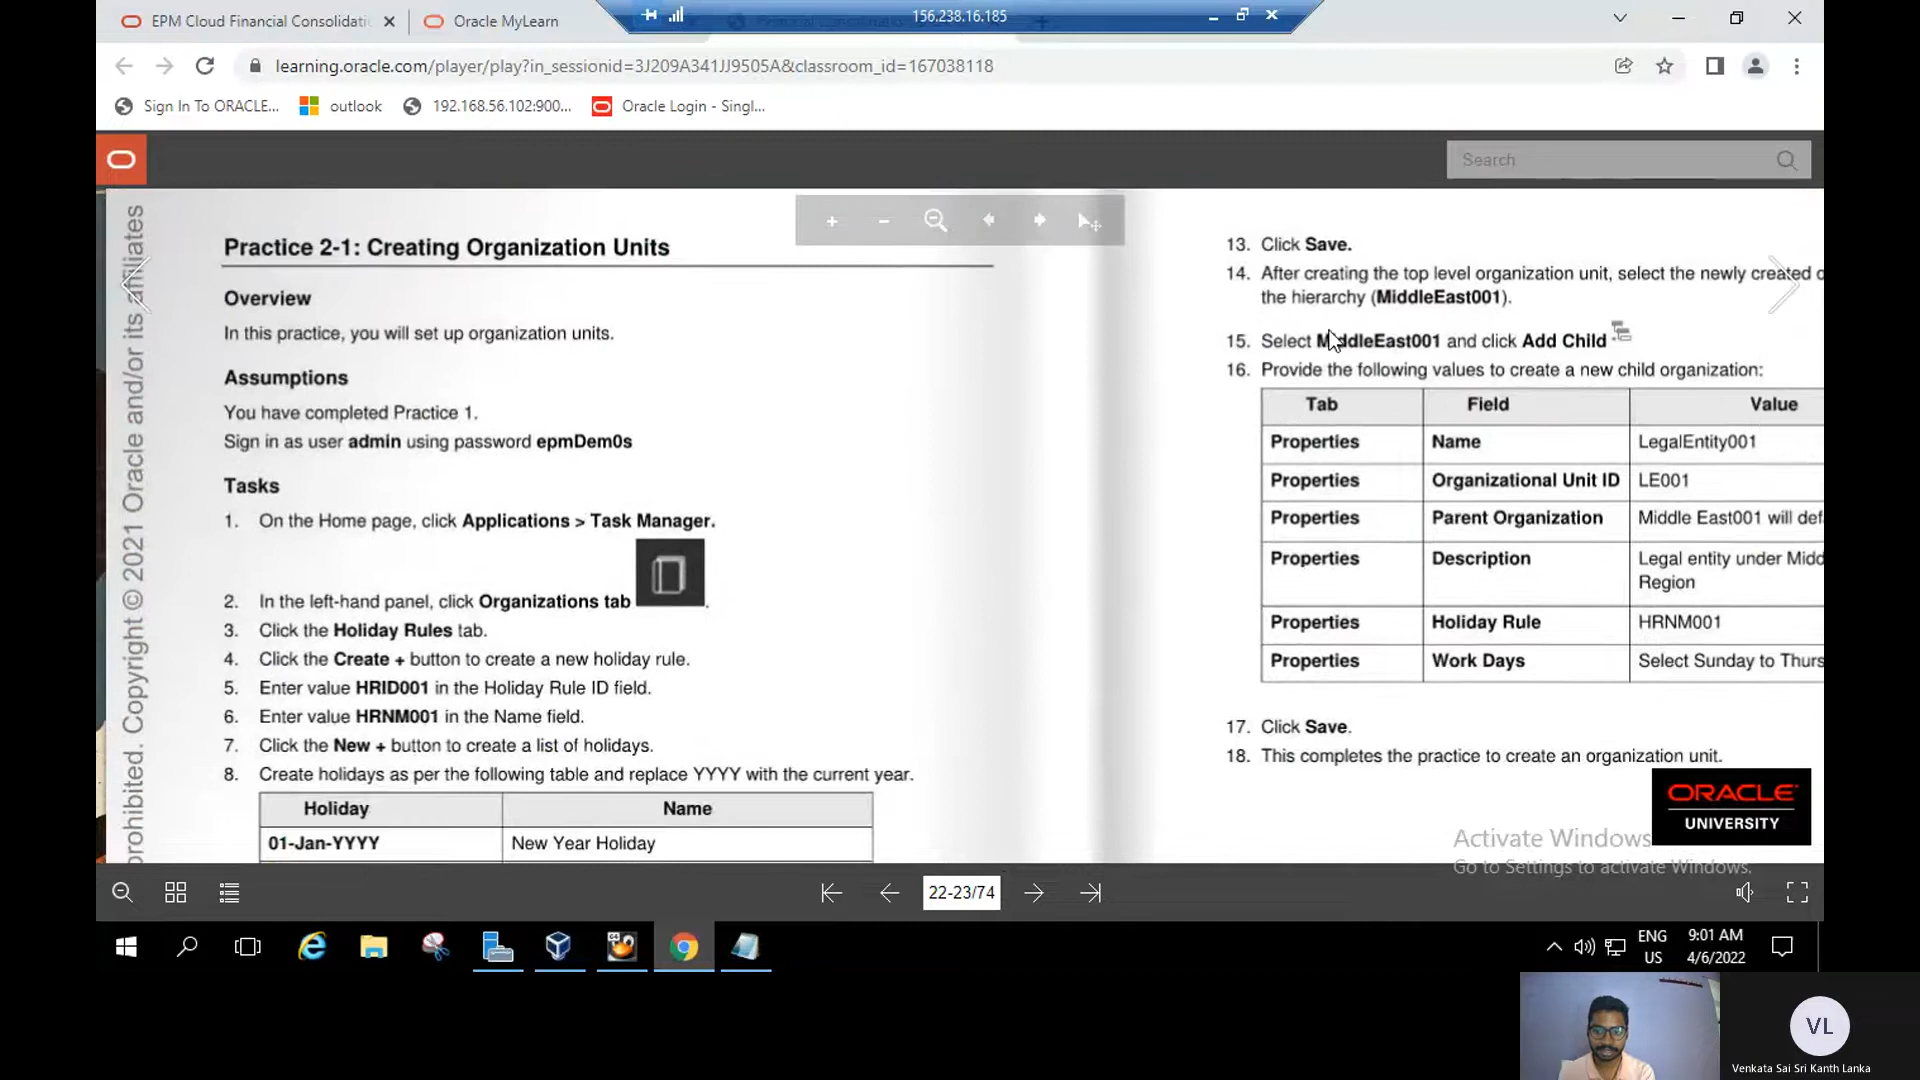 EPM Cloud Financial Consolidati
Oracle MyLearn
156.238.16.185
learning.oracle.com/player/play?in_sessionid=3J209A341JJ9505A&classroom_id=167038118
Sign In To ORACLE...
outlook
192.168.56.102:900...
Oracle Login - Singl...
Search
prohibited. Copyright © 2021 Oracle and/or its affiliates
Practice 2-1: Creating Organization Units
Overview
In this practice, you will set up organization units.
Assumptions
You have completed Practice 1.
Sign in as user admin using password epmDem0s
Tasks
1. On the Home page, click Applications > Task Manager.
2. In the left-hand panel, click Organizations tab .
3. Click the Holiday Rules tab.
4. Click the Create + button to create a new holiday rule.
5. Enter value HRID001 in the Holiday Rule ID field.
6. Enter value HRNM001 in the Name field.
7. Click the New + button to create a list of holidays.
8. Create holidays as per the following table and replace YYYY with the current year.
Holiday Name
01-Jan-YYYY New Year Holiday
13. Click Save.
14. After creating the top level organization unit, select the newly created o
the hierarchy (MiddleEast001).
15. Select MiddleEast001 and click Add Child
16. Provide the following values to create a new child organization:
Tab Field Value
Properties Name LegalEntity001
Properties Organizational Unit ID LE001
Properties Parent Organization Middle East001 will def
Properties Description Legal entity under Midd
Region
Properties Holiday Rule HRNM001
Properties Work Days Select Sunday to Thurs
17. Click Save.
18. This completes the practice to create an organization unit.
ORACLE
UNIVERSITY
Activate Windows
Go to Settings to activate Windows.
22-23/74
ENG
US
9:01 AM
4/6/2022
VL
Venkata Sai Sri Kanth Lanka